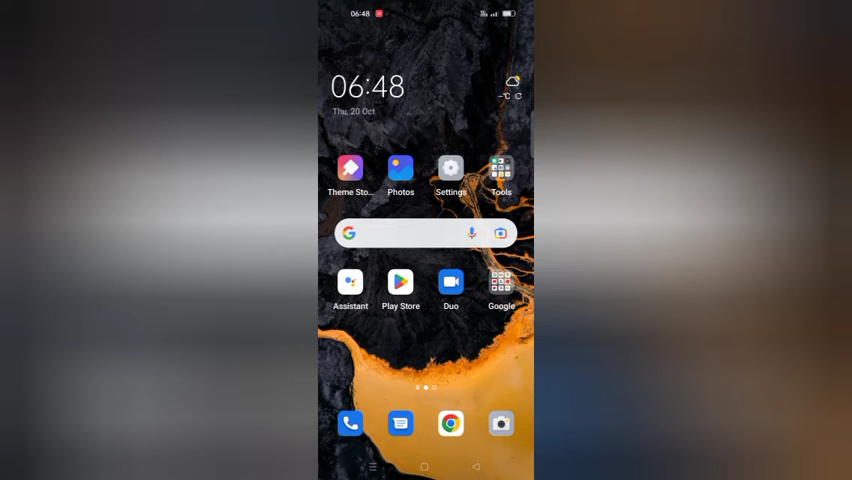 06:48
06:48
Thu, 20 Oct
Theme Sto...
Photos
Settings
Tools
Assistant
Play Store
Duo
Google